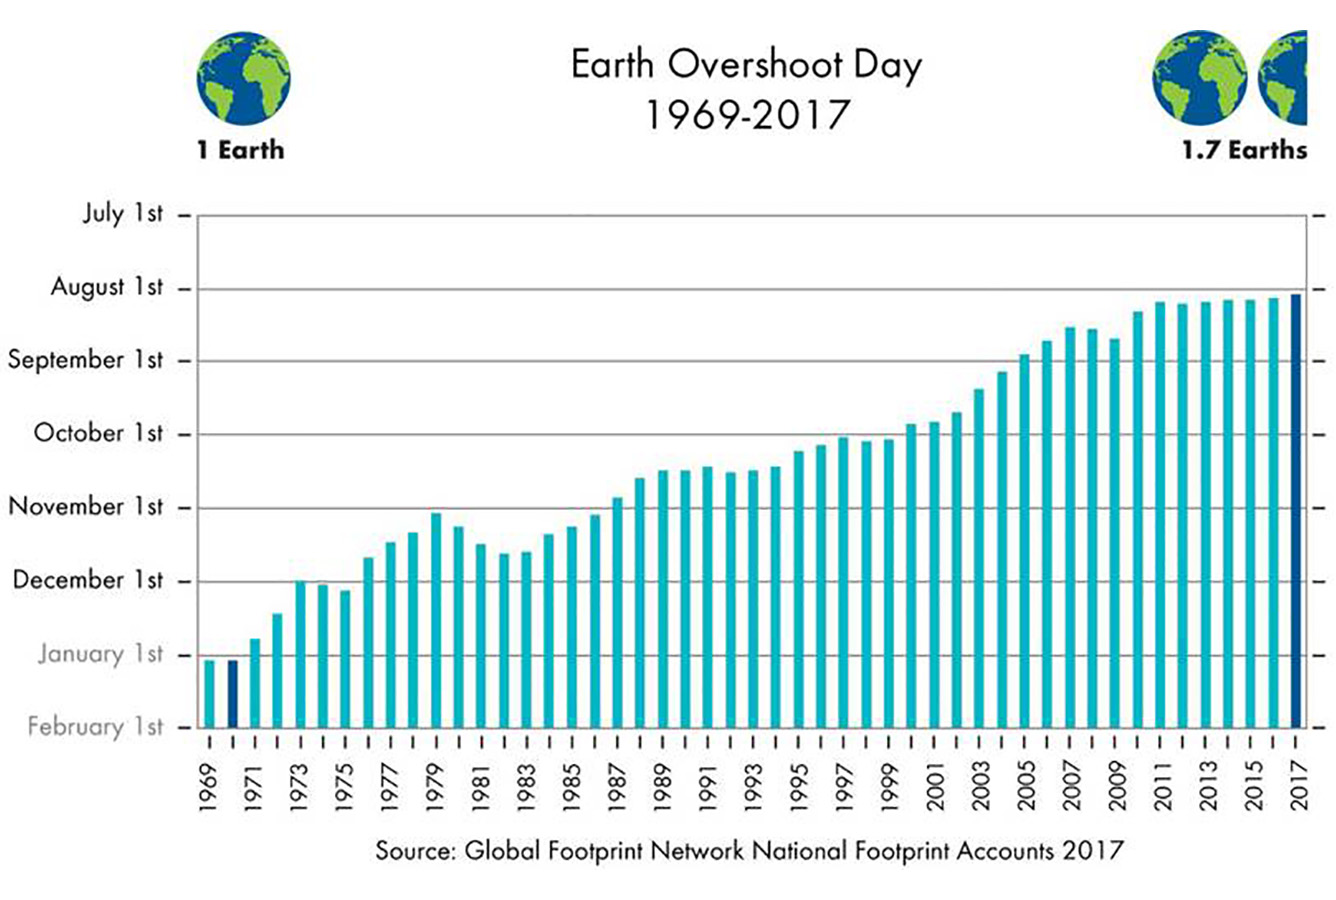 Earth Overshoot Day
1969-2017
1 Earth
1.7 Earths
July 1st
August 1st
September 1st
October 1st
November 1st
December 1st
January 1st
February 1st
1969
1971
1973
1975
1977
1979
1981
1983
1985
1987
1989
1991
1993
1995
1997
1999
2001
2003
2005
2007
2009
2011
2013
2015
2017
Source: Global Footprint Network National Footprint Accounts 2017